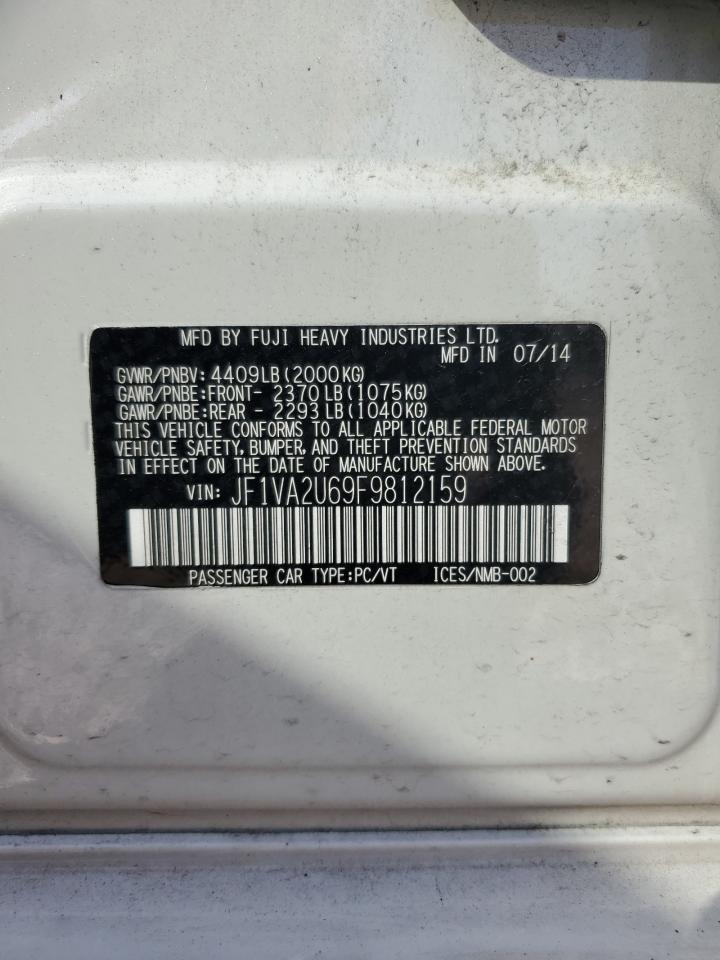 MFD BY FUJI HEAVY INDUSTRIES LTD.
MFD IN 07/14
GVWR/PNBV: 4409LB(2000KG)
GAWR/PNBE:FRONT- 2370LB(1075KG)
GAWR/PNBE:REAR - 2293LB(1040KG)
THIS VEHICLE CONFORMS TO ALL APPLICABLE FEDERAL MOTOR
VEHICLE SAFETY, BUMPER, AND THEFT PREVENTION STANDARDS
IN EFFECT ON THE DATE OF MANUFACTURE SHOWN ABOVE.
VIN: JF1VA2U69F9812159
PASSENGER CAR TYPE:PC/VT ICES/NMB-002